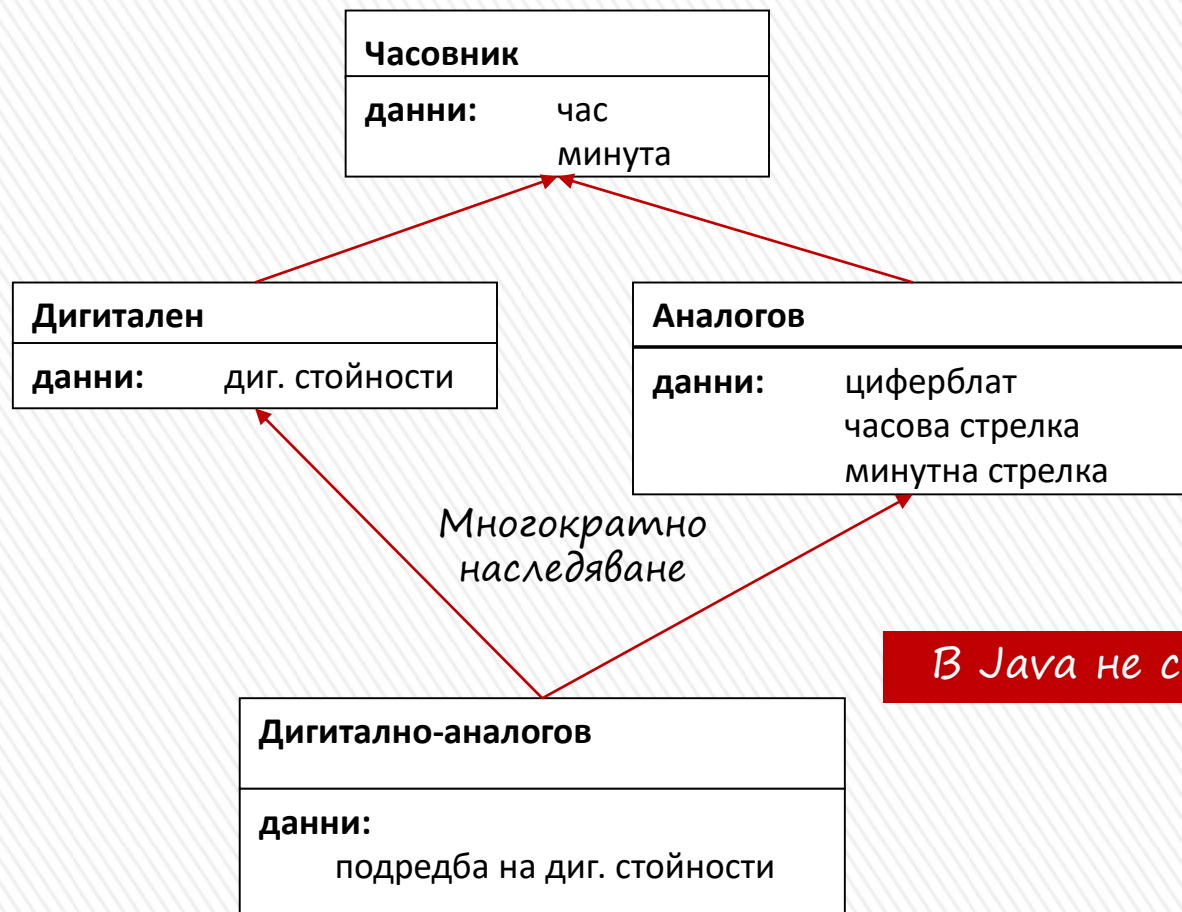 Часовник
данни: час
минута
Дигитален
данни: диг. стойности
Аналогов
данни: циферблат
часова стрелка
минутна стрелка
Многократно
наследяване
В Java не с
Дигитално-аналогов
данни:
подредба на диг. стойности